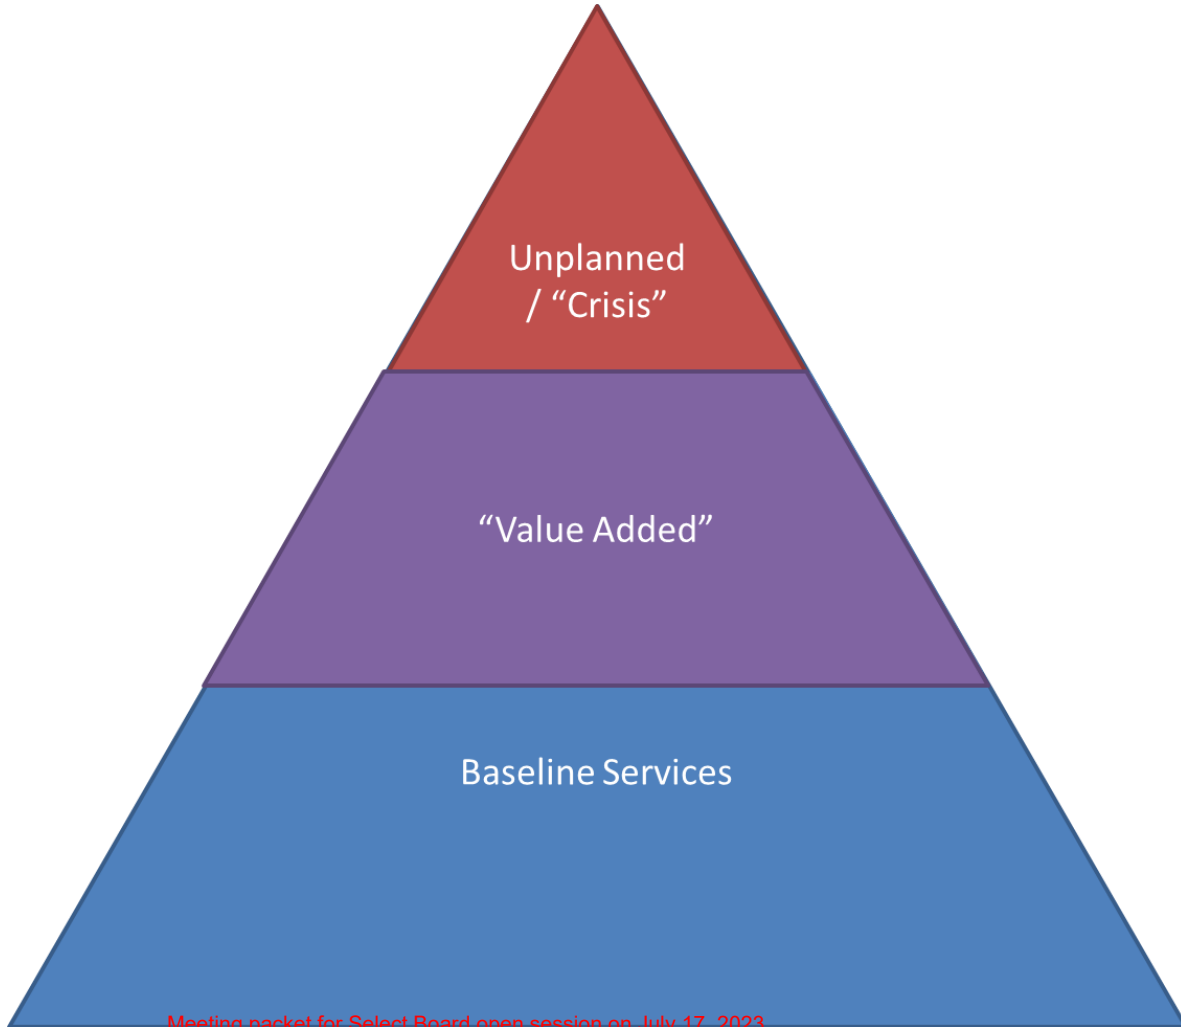 Unplanned
/ “Crisis”
“Value Added”
Baseline Services
Meeting packet for Select Board open session on July 17, 2023